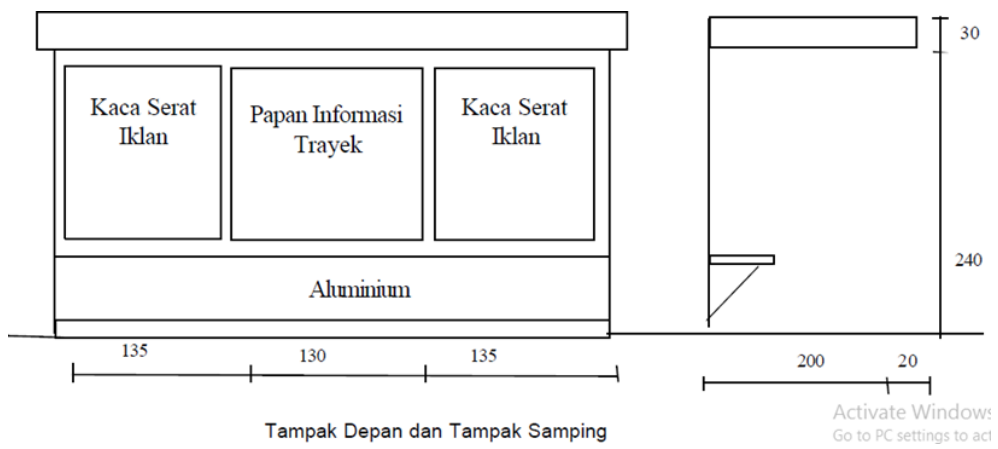 Kaca Serat
Iklan
Papan Informasi
Trayek
Kaca Serat
Iklan
Aluminium
135
130
135
30
240
200
20
Tampak Depan dan Tampak Samping
Activate Windows
Go to PC settings to act